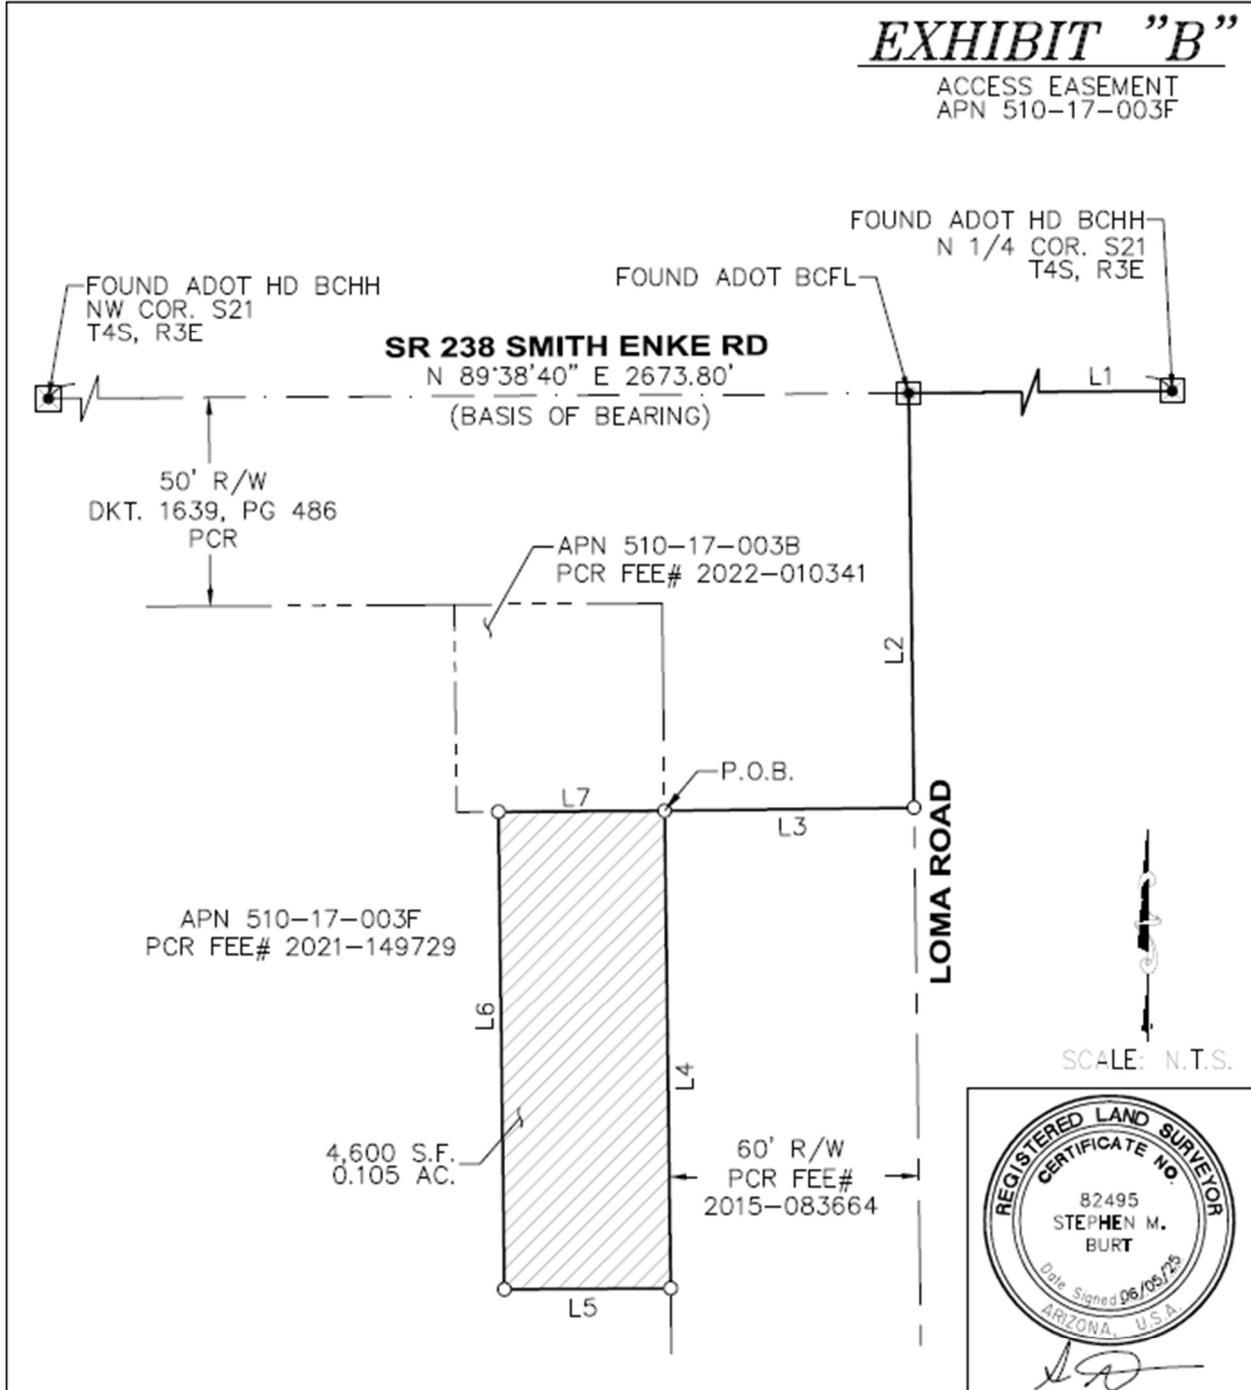 EXHIBIT "B"
ACCESS EASEMENT
APN 510-17-003F
FOUND ADOT HD BCHH
N 1/4 COR. S21
T4S, R3E
FOUND ADOT HD BCHH
NW COR. S21
T4S, R3E
FOUND ADOT BCFL
SR 238 SMITH ENKE RD
N 89°38'40" E 2673.80'
(BASIS OF BEARING)
L1
50' R/W
DKT. 1639, PG 486
PCR
APN 510-17-003B
PCR FEE# 2022-010341
L2
P.O.B.
L7
L3
LOMA ROAD
APN 510-17-003F
PCR FEE# 2021-149729
L6
L4
SCALE: N.T.S.
4,600 S.F.
0.105 AC.
60' R/W
PCR FEE#
2015-083664
L5
REGISTERED LAND SURVEYOR
CERTIFICATE NO.
82495
STEPHEN M.
BURT
Date Signed 06/05/25
ARIZONA, U.S.A.